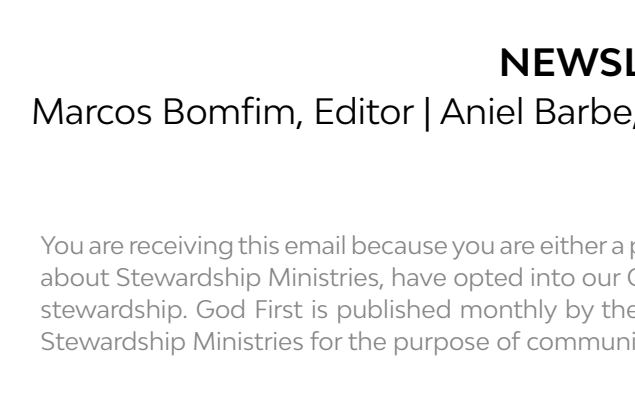 NEWSL
Marcos Bomfim, Editor | Aniel Barbe,
You are receiving this email because you are either a p
about Stewardship Ministries, have opted into our G
stewardship. God First is published monthly by the
Stewardship Ministries for the purpose of communi